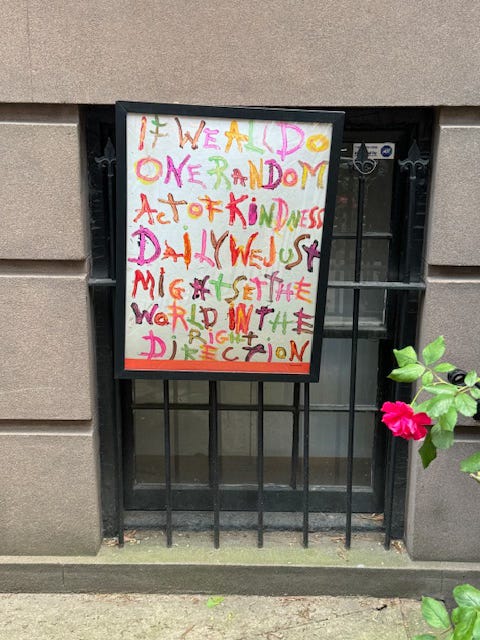 IF WE ALL DO
ONE RANDOM
ACT OF KINDNESS
DAILY WE JUST
MIGHT SET THE
WORLD IN THE
RIGHT
DIRECTION